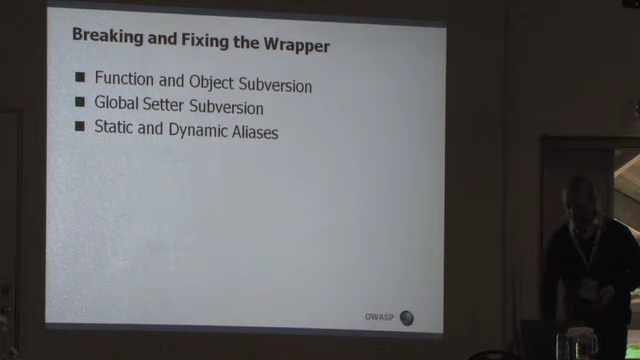 Breaking and Fixing the Wrapper
Function and Object Subversion
Global Setter Subversion
Static and Dynamic Aliases
OWASP